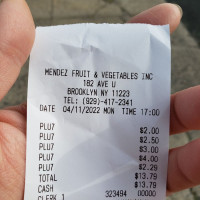 MENDEZ FRUIT & VEGETABLES INC
182 AVE U
BROOKLYN NY 11223
TEL: (929)-417-2341
DATE 04/11/2022 MON TIME 17:00
PLU7 $2.00
PLU7 $2.50
PLU7 $3.00
PLU7 $4.00
PLU7 $2.29
TOTAL $13.79
CASH $13.79
CLERK 1 323494 00000